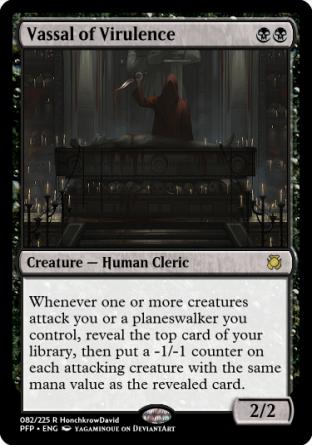 Vassal of Virulence
Creature — Human Cleric
Whenever one or more creatures
attack you or a planeswalker you
control, reveal the top card of your
library, then put a -1/-1 counter on
each attacking creature with the same
mana value as the revealed card.
2/2
082/225 R HonchkrowDavid
PFP • ENG Yagaminoue on DeviantArt